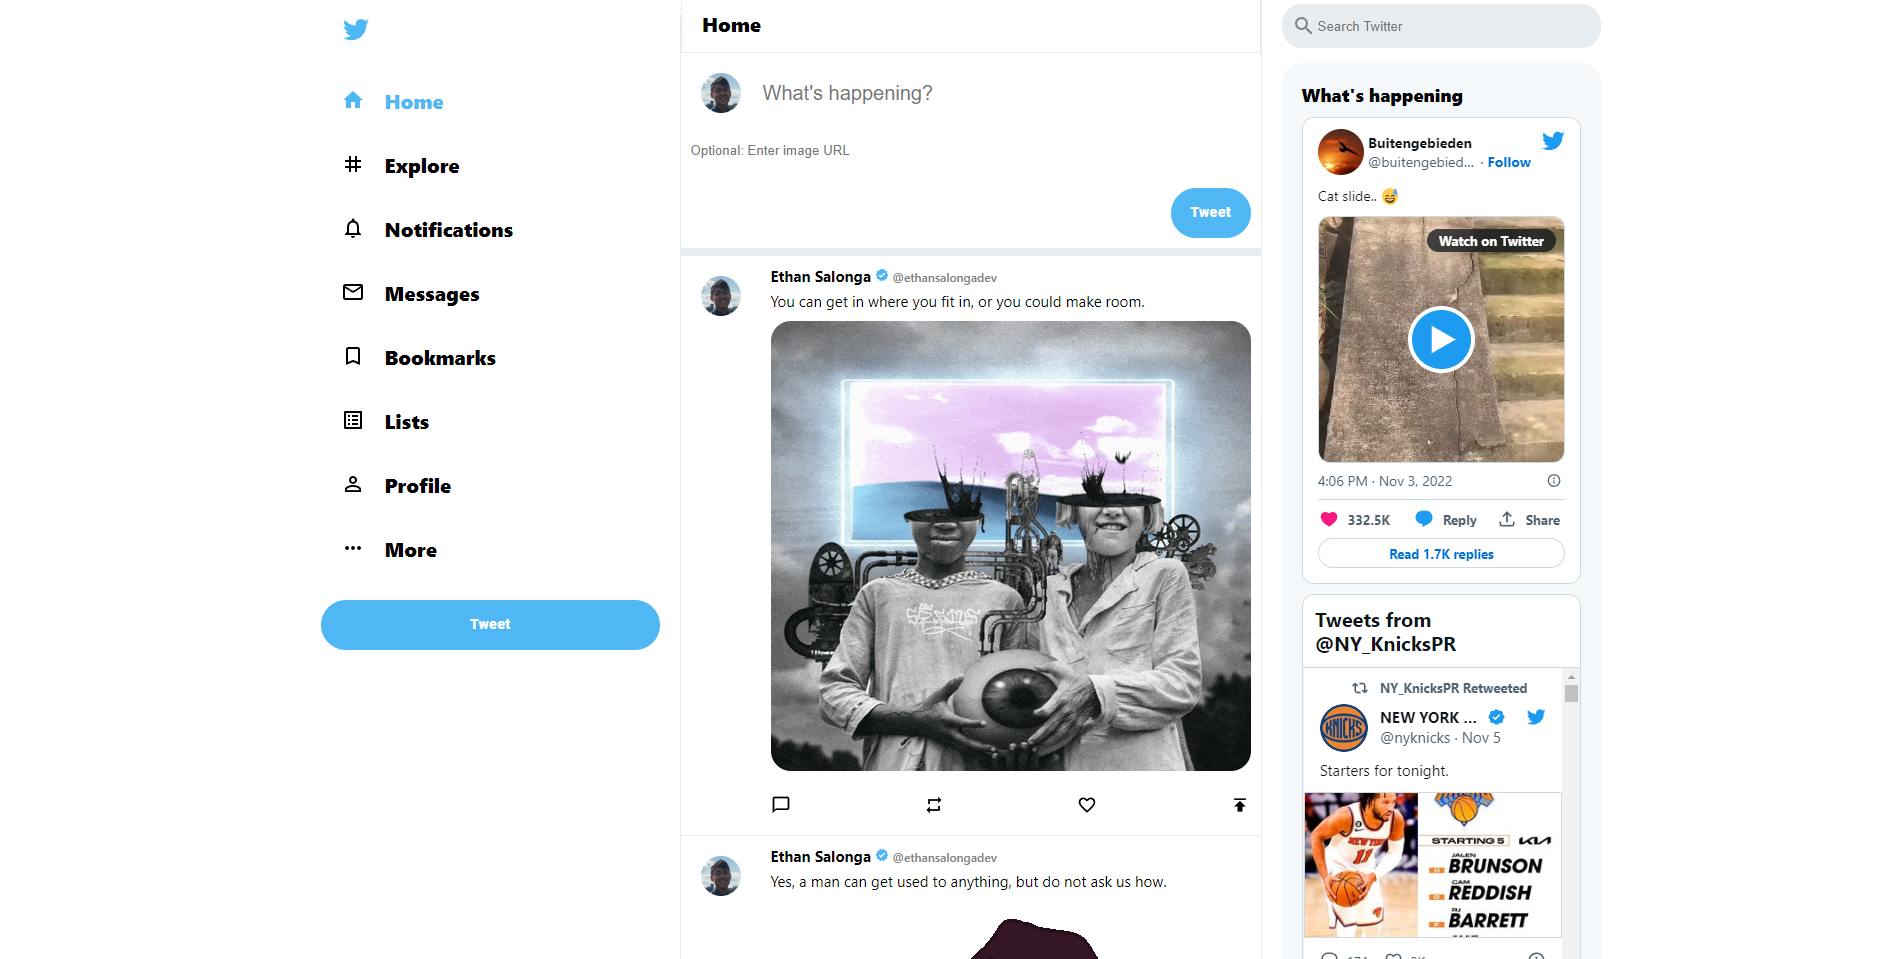 Home
Explore
Notifications
Messages
Bookmarks
Lists
Profile
More
Tweet
Home
What's happening?
Optional: Enter image URL
Tweet
Ethan Salonga @ethansalongadev
You can get in where you fit in, or you could make room.
Ethan Salonga @ethansalongadev
Yes, a man can get used to anything, but do not ask us how.
Search Twitter
What's happening
Buitengebieden
@buitengebied... · Follow
Cat slide.. 😅
Watch on Twitter
4:06 PM · Nov 3, 2022
332.5K Reply Share
Read 1.7K replies
Tweets from
@NY_KnicksPR
NY_KnicksPR Retweeted
NEW YORK ...
@nyknicks · Nov 5
Starters for tonight.
KNICKS
NEW YORK
11
STARTING 5 KIA
JALEN
G BRUNSON
CAM
G REDDISH
RJ
F BARRETT